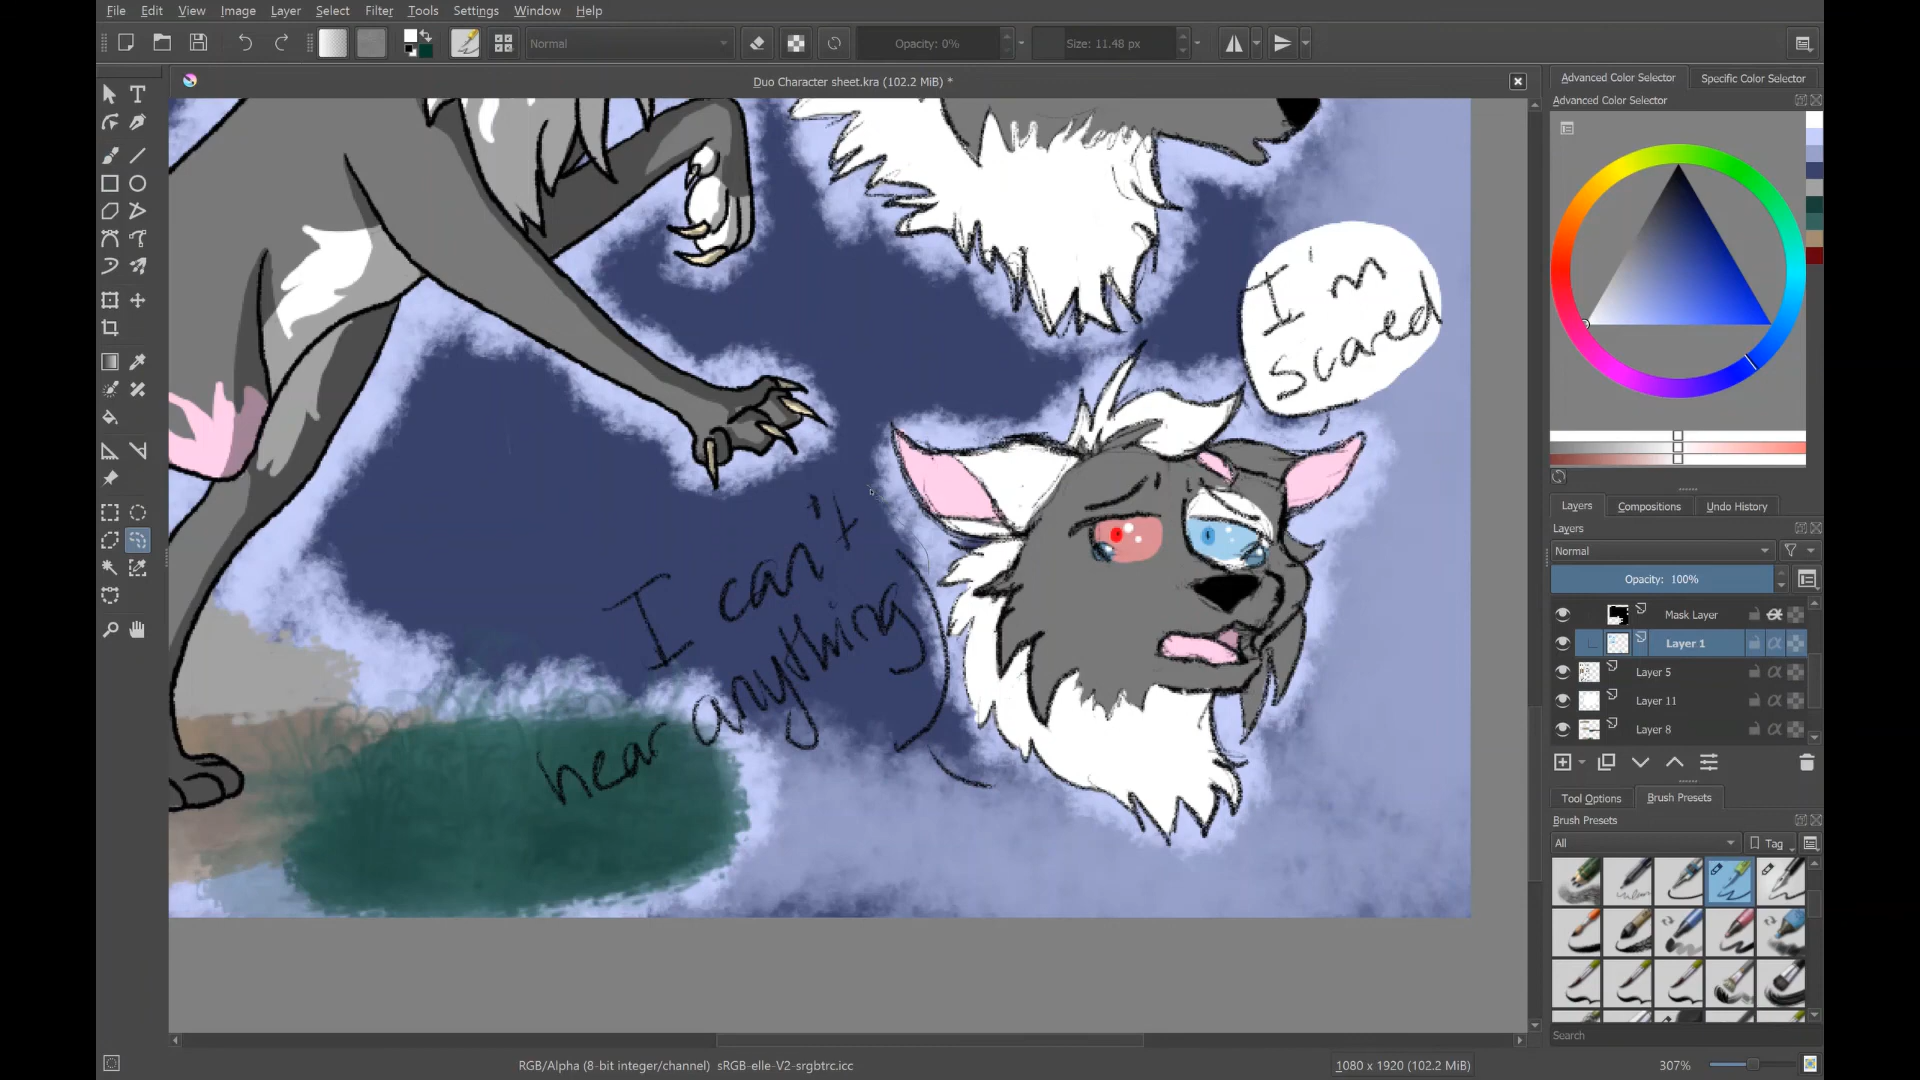 File Edit View Image Layer Select Filter Tools Settings Window Help
Normal Opacity: 0% Size: 11.48 px
Duo Character sheet.kra (102.2 MiB) *
Advanced Color Selector Specific Color Selector
Advanced Color Selector
I'm
scared
I can't
hear anything
Layers Compositions Undo History
Layers
Normal
Opacity: 100%
Mask Layer
Layer 1
Layer 5
Layer 11
Layer 8
Tool Options Brush Presets
Brush Presets
All Tag
Search
RGB/Alpha (8-bit integer/channel) sRGB-elle-V2-srgbtrc.icc 1080 x 1920 (102.2 MiB) 307%